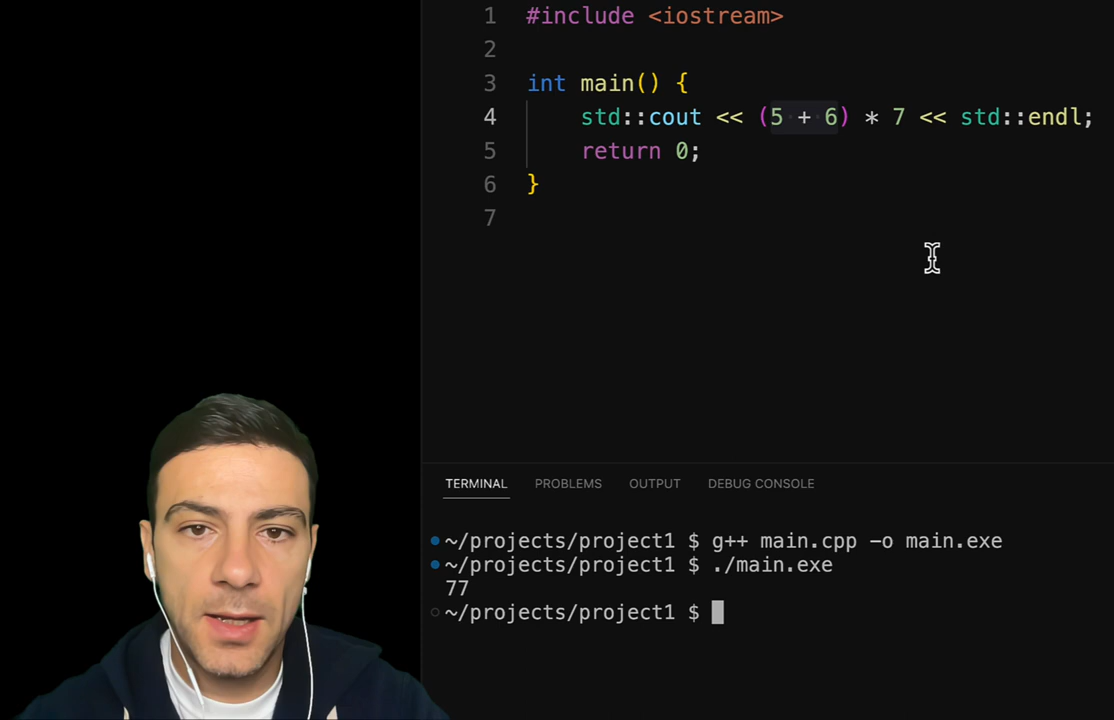 1 #include <iostream>
2
3 int main() {
4 std::cout << (5 + 6) * 7 << std::endl;
5 return 0;
6 }
7
TERMINAL PROBLEMS OUTPUT DEBUG CONSOLE
~/projects/project1 $ g++ main.cpp -o main.exe
~/projects/project1 $ ./main.exe
77
~/projects/project1 $